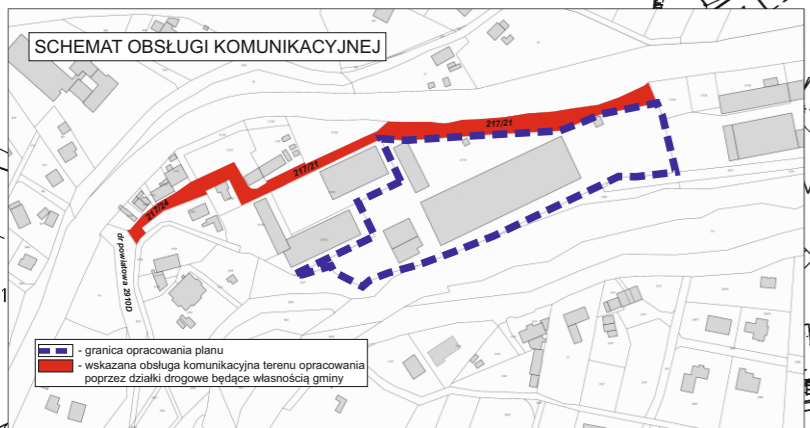 SCHEMAT OBSŁUGI KOMUNIKACYJNEJ
217/21
217/21
217/24
dr powiatowa 2910D
- granica opracowania planu
- wskazana obsługa komunikacyjna terenu opracowania
poprzez działki drogowe będące własnością gminy